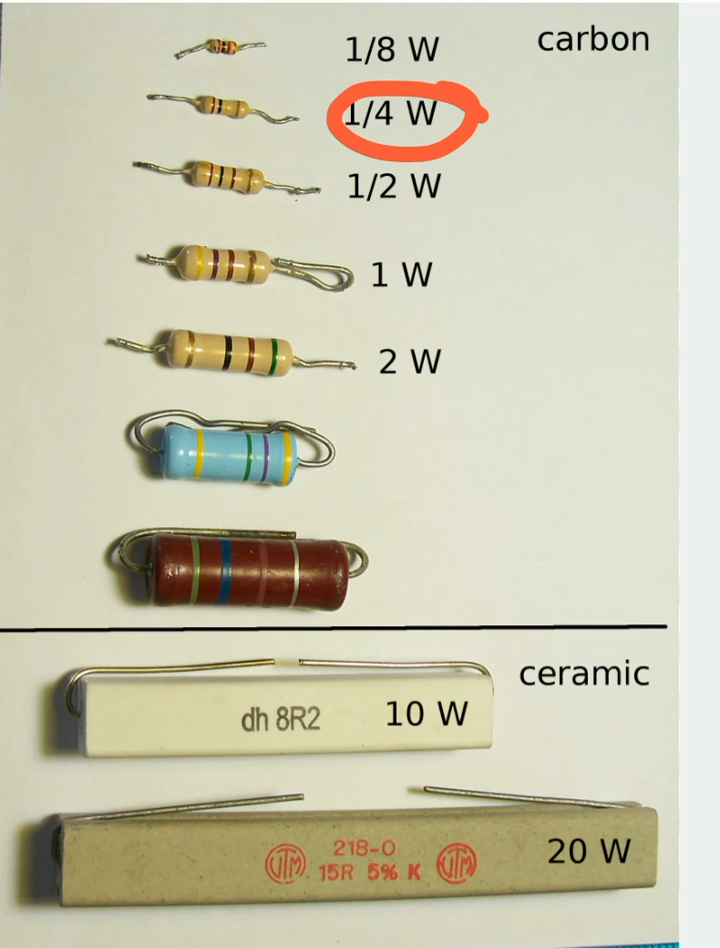 1/8 W
carbon
1/4 W
1/2 W
1 W
2 W
ceramic
dh 8R2
10 W
218-0
15R 5% K
20 W